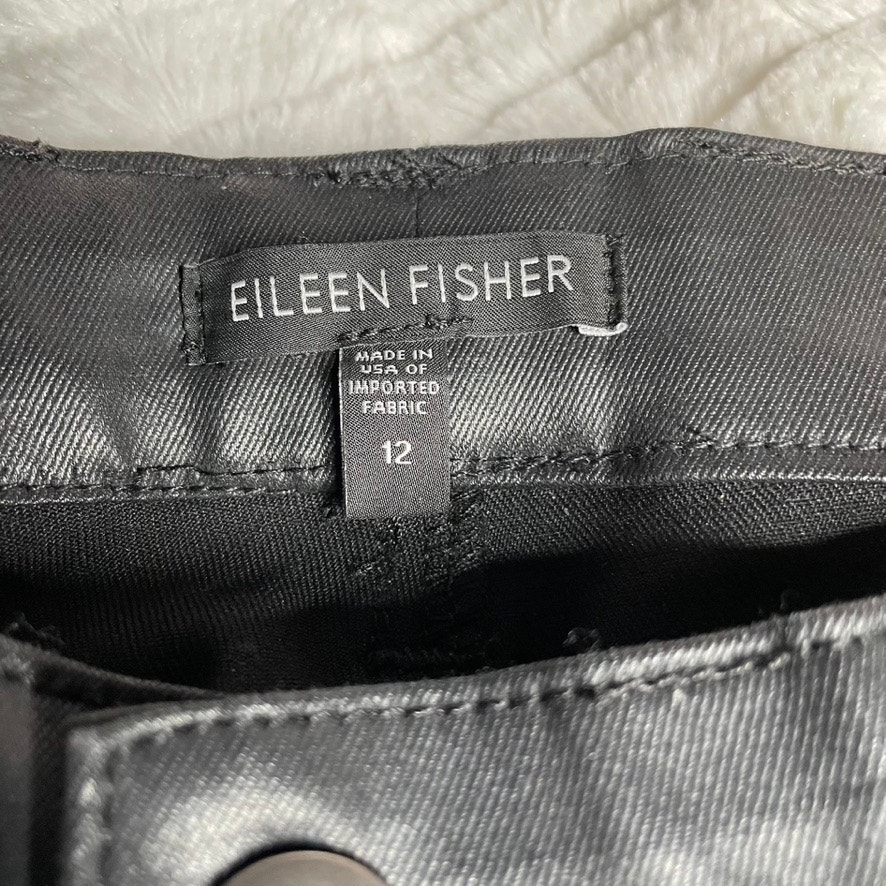 EILEEN FISHER
MADE IN
USA OF
IMPORTED
FABRIC
12